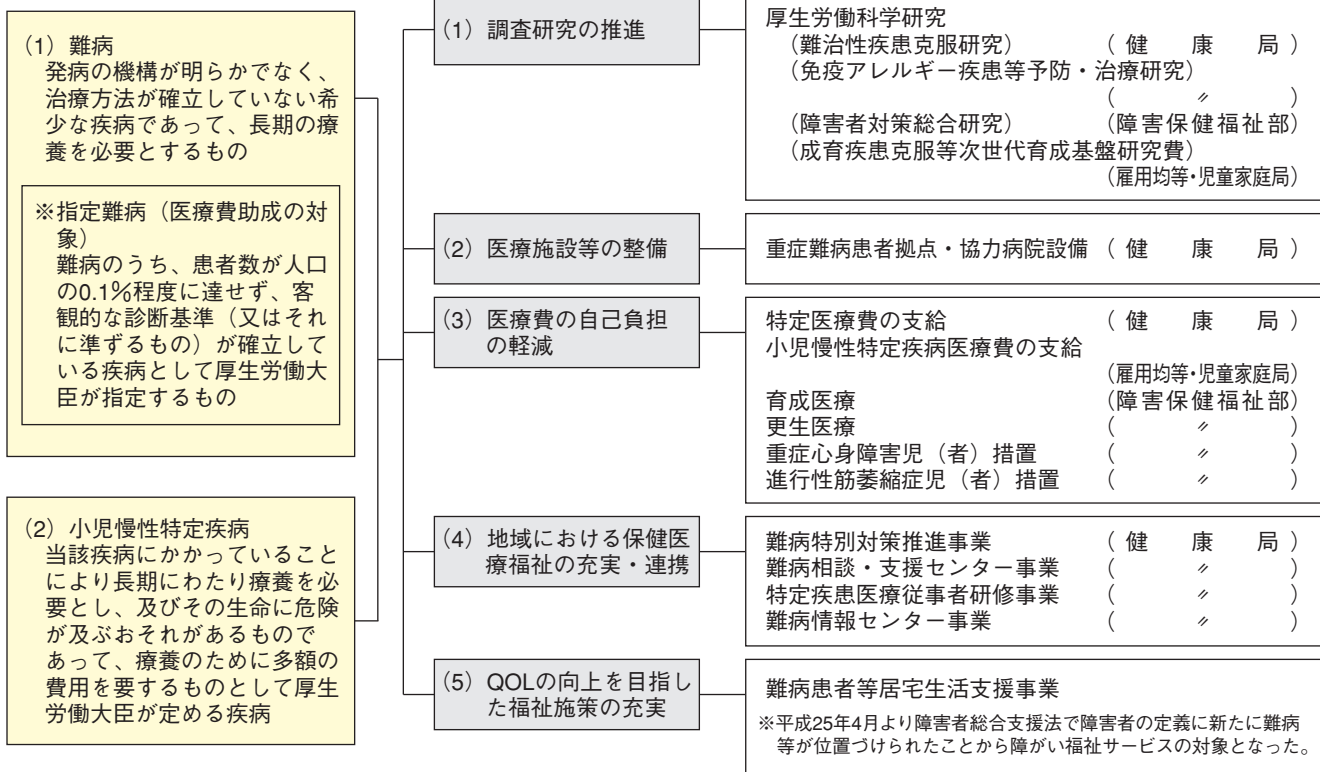 (1) 難病
発病の機構が明らかでなく、
治療方法が確立していない希
少な疾病であって、長期の療
養を必要とするもの
※指定難病（医療費助成の対
象）
難病のうち、患者数が人口
の0.1％程度に達せず、客
観的な診断基準（又はそれ
に準ずるもの）が確立して
いる疾病として厚生労働大
臣が指定するもの
(2) 小児慢性特定疾病
当該疾病にかかっていること
により長期にわたり療養を必
要とし、及びその生命に危険
が及ぶおそれがあるもので
あって、療養のために多額の
費用を要するものとして厚生
労働大臣が定める疾病
(1) 調査研究の推進
厚生労働科学研究
（難治性疾患克服研究）　（健　康　局）
（免疫アレルギー疾患等予防・治療研究）
（　〃　）
（障害者対策総合研究）　（障害保健福祉部）
（成育疾患克服等次世代育成基盤研究費）
（雇用均等・児童家庭局）
(2) 医療施設等の整備
重症難病患者拠点・協力病院設備　（健　康　局）
(3) 医療費の自己負担
の軽減
特定医療費の支給　（健　康　局）
小児慢性特定疾病医療費の支給
（雇用均等・児童家庭局）
育成医療　（障害保健福祉部）
更生医療　（　〃　）
重症心身障害児（者）措置　（　〃　）
進行性筋萎縮症児（者）措置　（　〃　）
(4) 地域における保健医
療福祉の充実・連携
難病特別対策推進事業　（健　康　局）
難病相談・支援センター事業　（　〃　）
特定疾患医療従事者研修事業　（　〃　）
難病情報センター事業　（　〃　）
(5) QOLの向上を目指し
た福祉施策の充実
難病患者等居宅生活支援事業
※平成25年4月より障害者総合支援法で障害者の定義に新たに難病
等が位置づけられたことから障がい福祉サービスの対象となった。